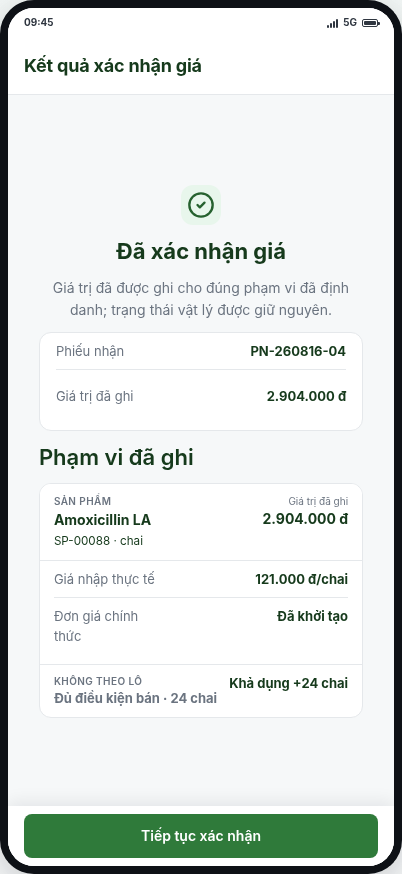 09:45 5G
Kết quả xác nhận giá
Đã xác nhận giá
Giá trị đã được ghi cho đúng phạm vi đã định
danh; trạng thái vật lý được giữ nguyên.
Phiếu nhận PN-260816-04
Giá trị đã ghi 2.904.000 đ
Phạm vi đã ghi
SẢN PHẨM Giá trị đã ghi
Amoxicillin LA 2.904.000 đ
SP-00088 · chai
Giá nhập thực tế 121.000 đ/chai
Đơn giá chính Đã khởi tạo
thức
KHÔNG THEO LÔ Khả dụng +24 chai
Đủ điều kiện bán · 24 chai
Tiếp tục xác nhận